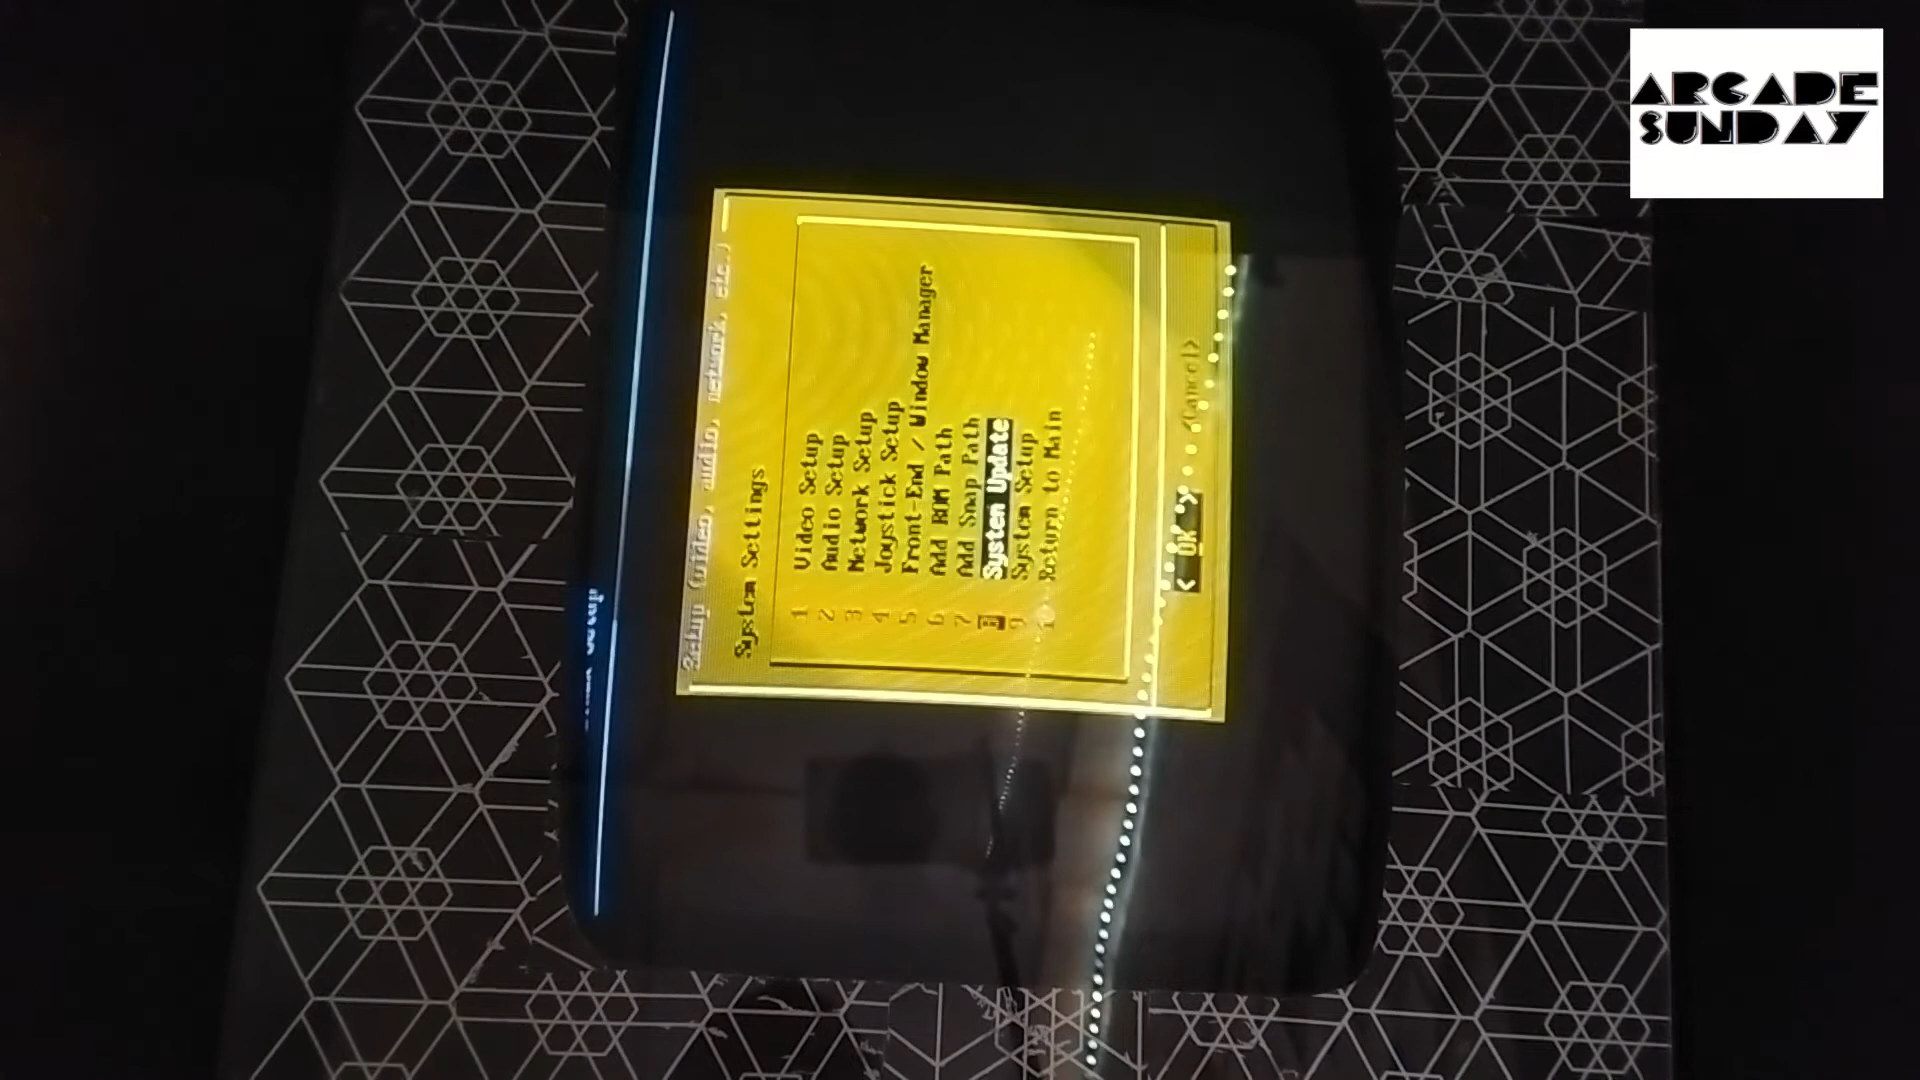 ARCADE
SUNDAY
Setup (video, audio, network, etc.)
System Settings
1 Video Setup
2 Audio Setup
3 Network Setup
4 Joystick Setup
5 Front-End / Window Manager
6 Add ROM Path
7 Add Snap Path
8 System Update
9 System Setup
Return to Main
< OK >
<Cancel>